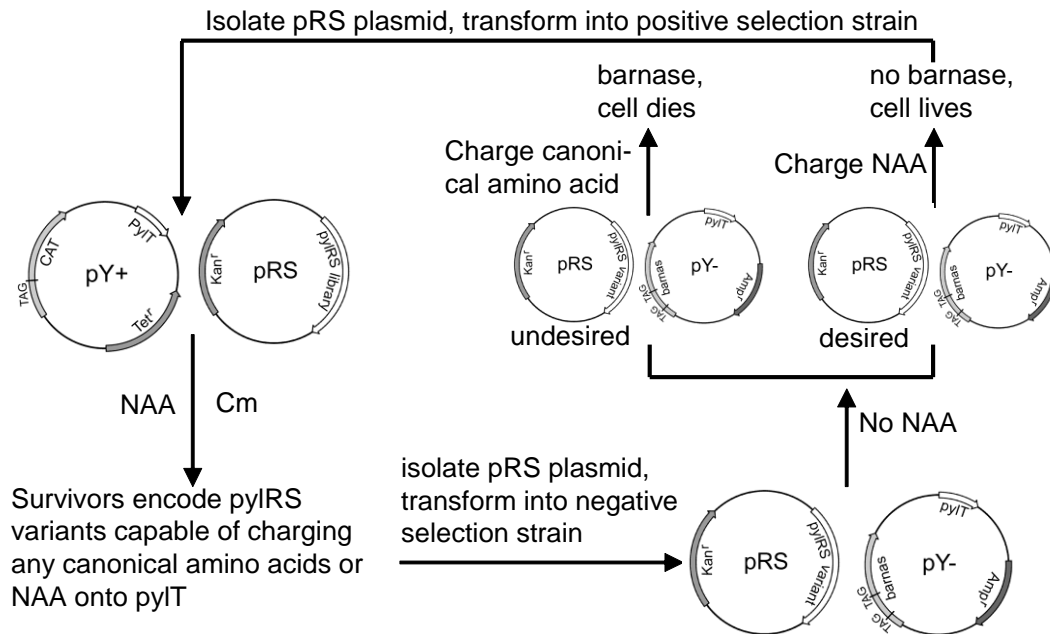 Isolate pRS plasmid, transform into positive selection strain
barnase,
cell dies
no barnase,
cell lives
Charge canoni-
cal amino acid
Charge NAA
CAT
PylT
TAG
pY+
Tetʳ
Kanʳ
pRS
pylRS library
Kanʳ
pRS
pylRS variant
pylT
barnas
TAG TAG
pY-
Ampʳ
undesired
Kanʳ
pRS
pylRS variant
pylT
barnas
TAG TAG
pY-
Ampʳ
desired
NAA
Cm
No NAA
Survivors encode pylRS
variants capable of charging
any canonical amino acids or
NAA onto pylT
isolate pRS plasmid,
transform into negative
selection strain
Kanʳ
pRS
pylRS variant
pylT
barnas
TAG TAG
pY-
Ampʳ